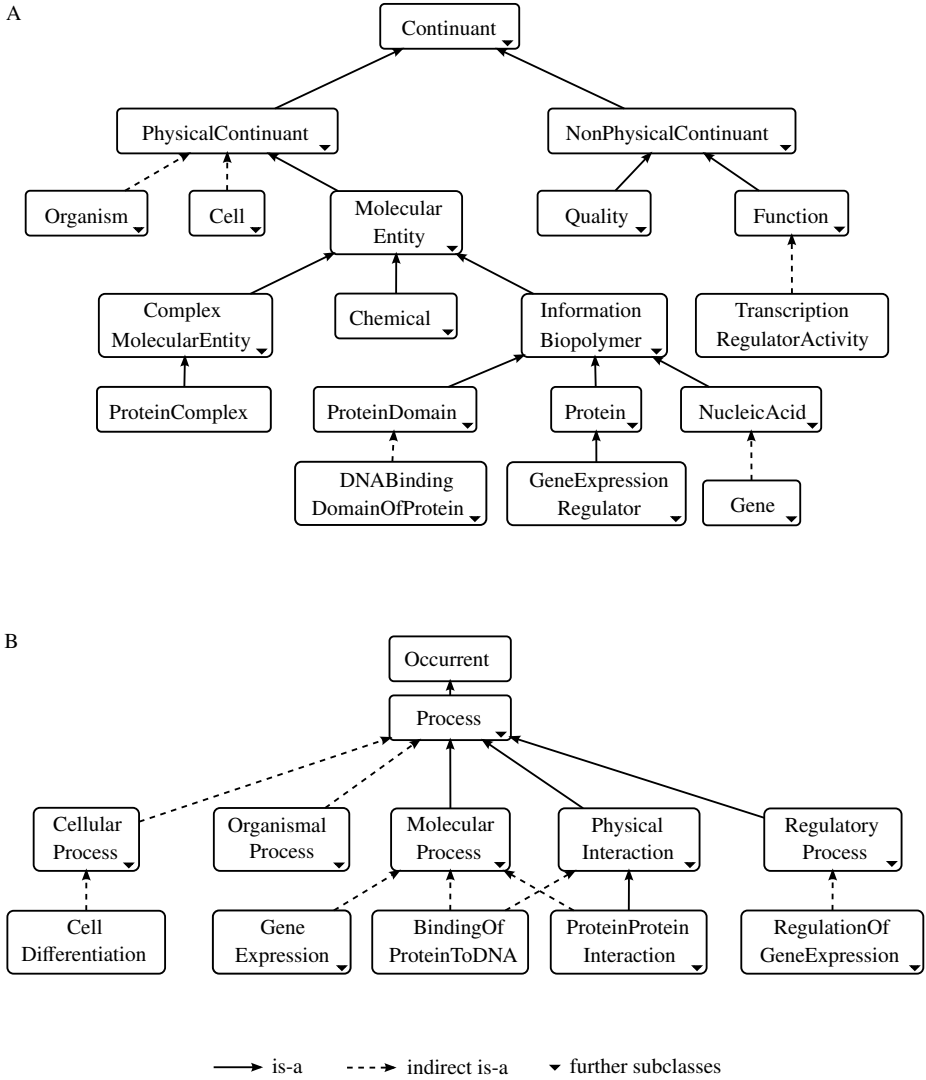 A
Continuant
PhysicalContinuant
NonPhysicalContinuant
Organism
Cell
Molecular
Entity
Quality
Function
Complex
MolecularEntity
Chemical
Information
Biopolymer
Transcription
RegulatorActivity
ProteinComplex
ProteinDomain
Protein
NucleicAcid
DNABinding
DomainOfProtein
GeneExpression
Regulator
Gene
B
Occurrent
Process
Cellular
Process
Organismal
Process
Molecular
Process
Physical
Interaction
Regulatory
Process
Cell
Differentiation
Gene
Expression
BindingOf
ProteinToDNA
ProteinProtein
Interaction
RegulationOf
GeneExpression
is-a
indirect is-a
further subclasses